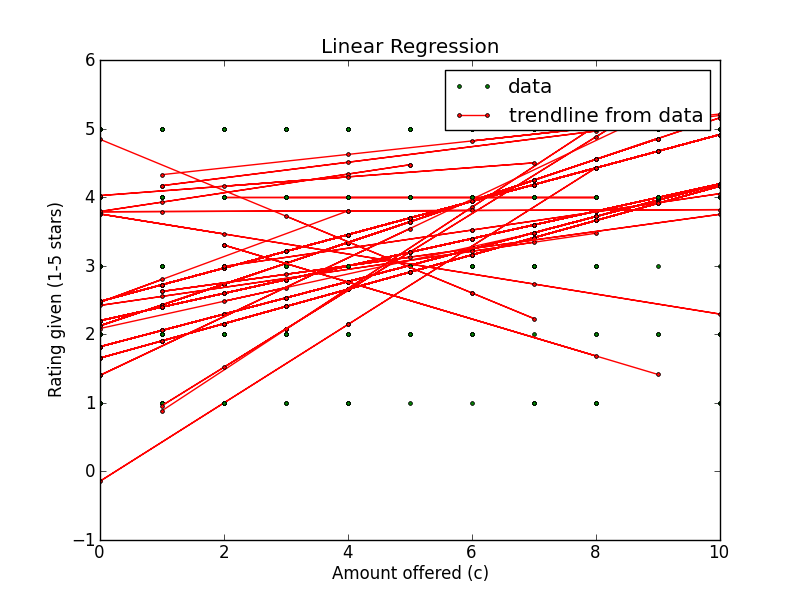 Linear Regression
data
trendline from data
6
5
4
3
2
1
0
−1
0 2 4 6 8 10
Rating given (1-5 stars)
Amount offered (c)